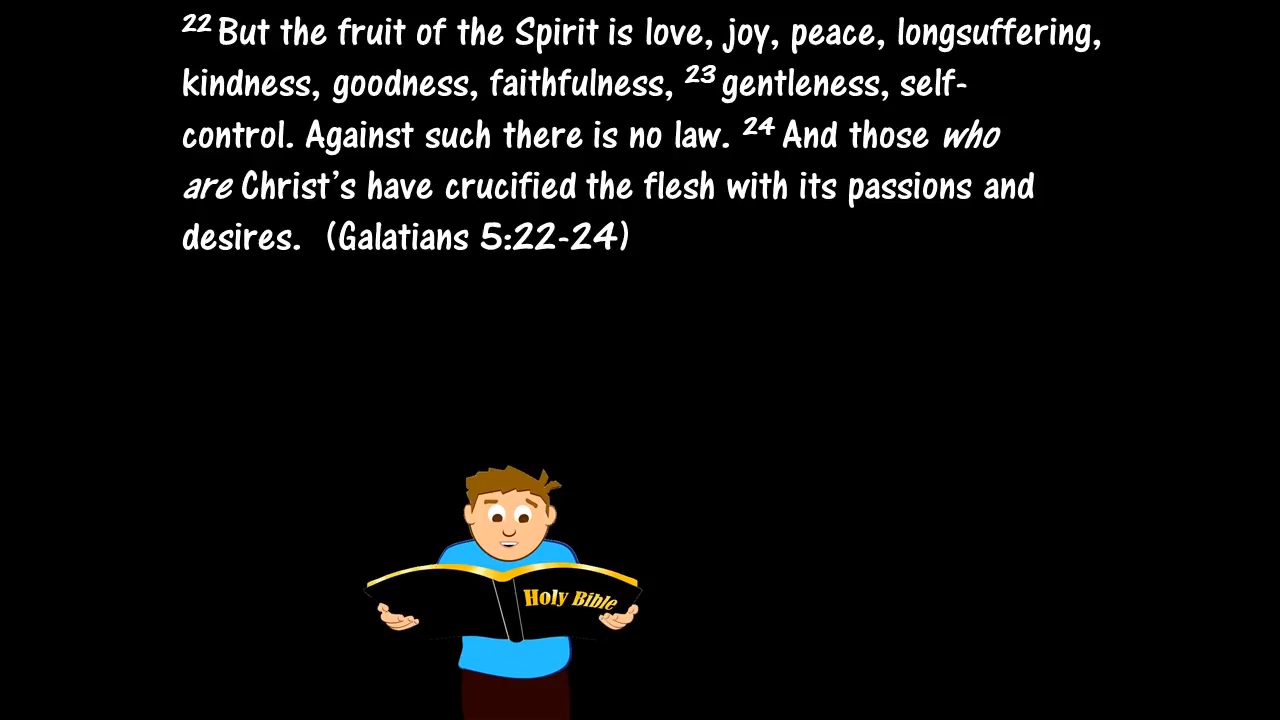 22 But the fruit of the Spirit is love, joy, peace, longsuffering,
kindness, goodness, faithfulness, 23 gentleness, self-
control. Against such there is no law. 24 And those who
are Christ’s have crucified the flesh with its passions and
desires. (Galatians 5:22-24)
Holy Bible